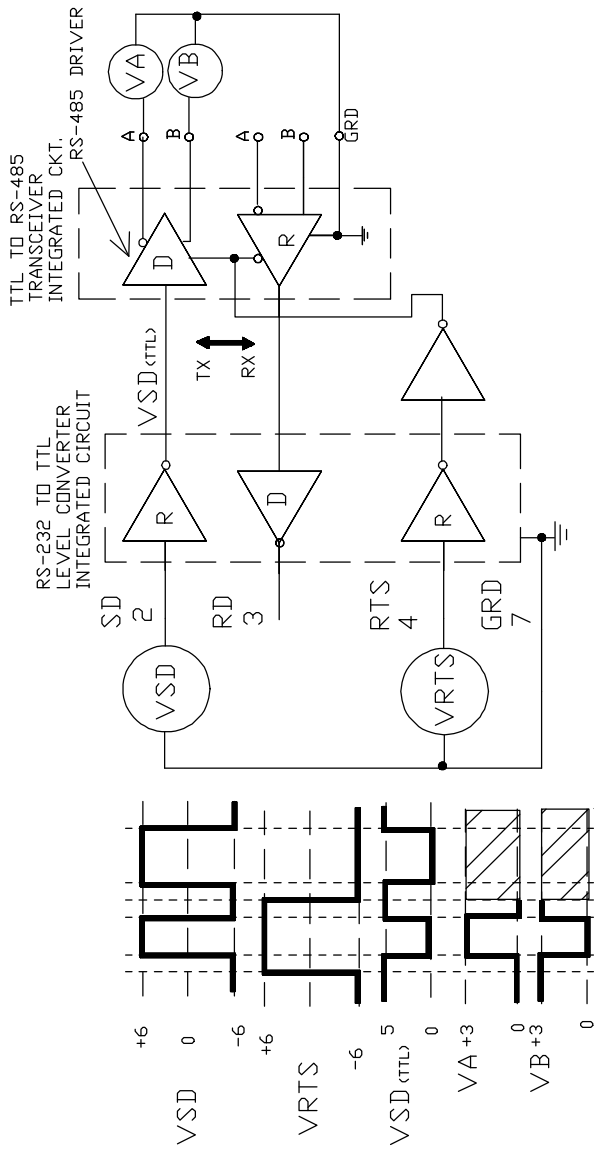 TTL TO RS-485
TRANSCEIVER
INTEGRATED CKT.
RS-485 DRIVER
VA
VB
A
B
A
B
GRD
D
R
VSD (TTL)
TX
RX
RS-232 TO TTL
LEVEL CONVERTER
INTEGRATED CIRCUIT
R
D
R
SD
2
RD
3
RTS
4
GRD
7
VSD
VRTS
VSD
+6
0
-6
VRTS
+6
-6
VSD (TTL)
5
0
VA +3
0
VB +3
0